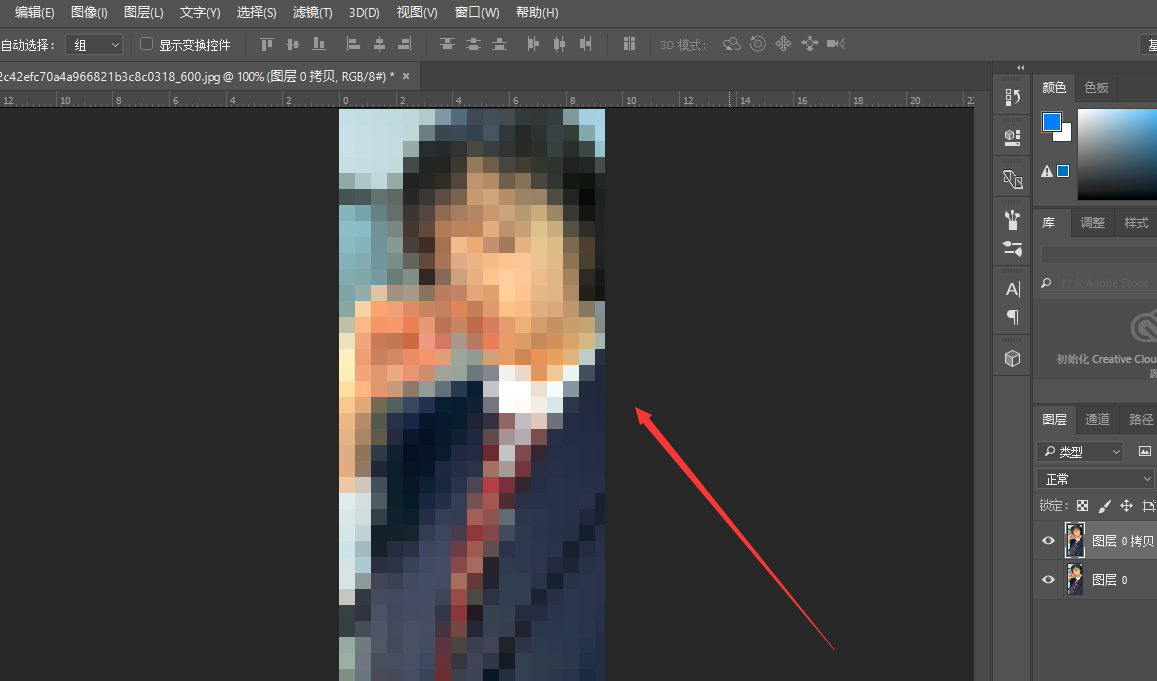 编辑(E) 图像(I) 图层(L) 文字(Y) 选择(S) 滤镜(T) 3D(D) 视图(V) 窗口(W) 帮助(H)
自动选择: 组 显示变换控件 3D 模式: 基
2c42efc70a4a966821b3c8c0318_600.jpg @ 100% (图层 0 拷贝, RGB/8#) * ×
12 10 8 6 4 2 0 2 4 6 8 10 12 14 16 18 20 22
颜色 色板
库 调整 样式
搜索 Adobe Stock
初始化 Creative Clou
图层 通道 路径
类型
正常
锁定:
图层 0 拷贝
图层 0